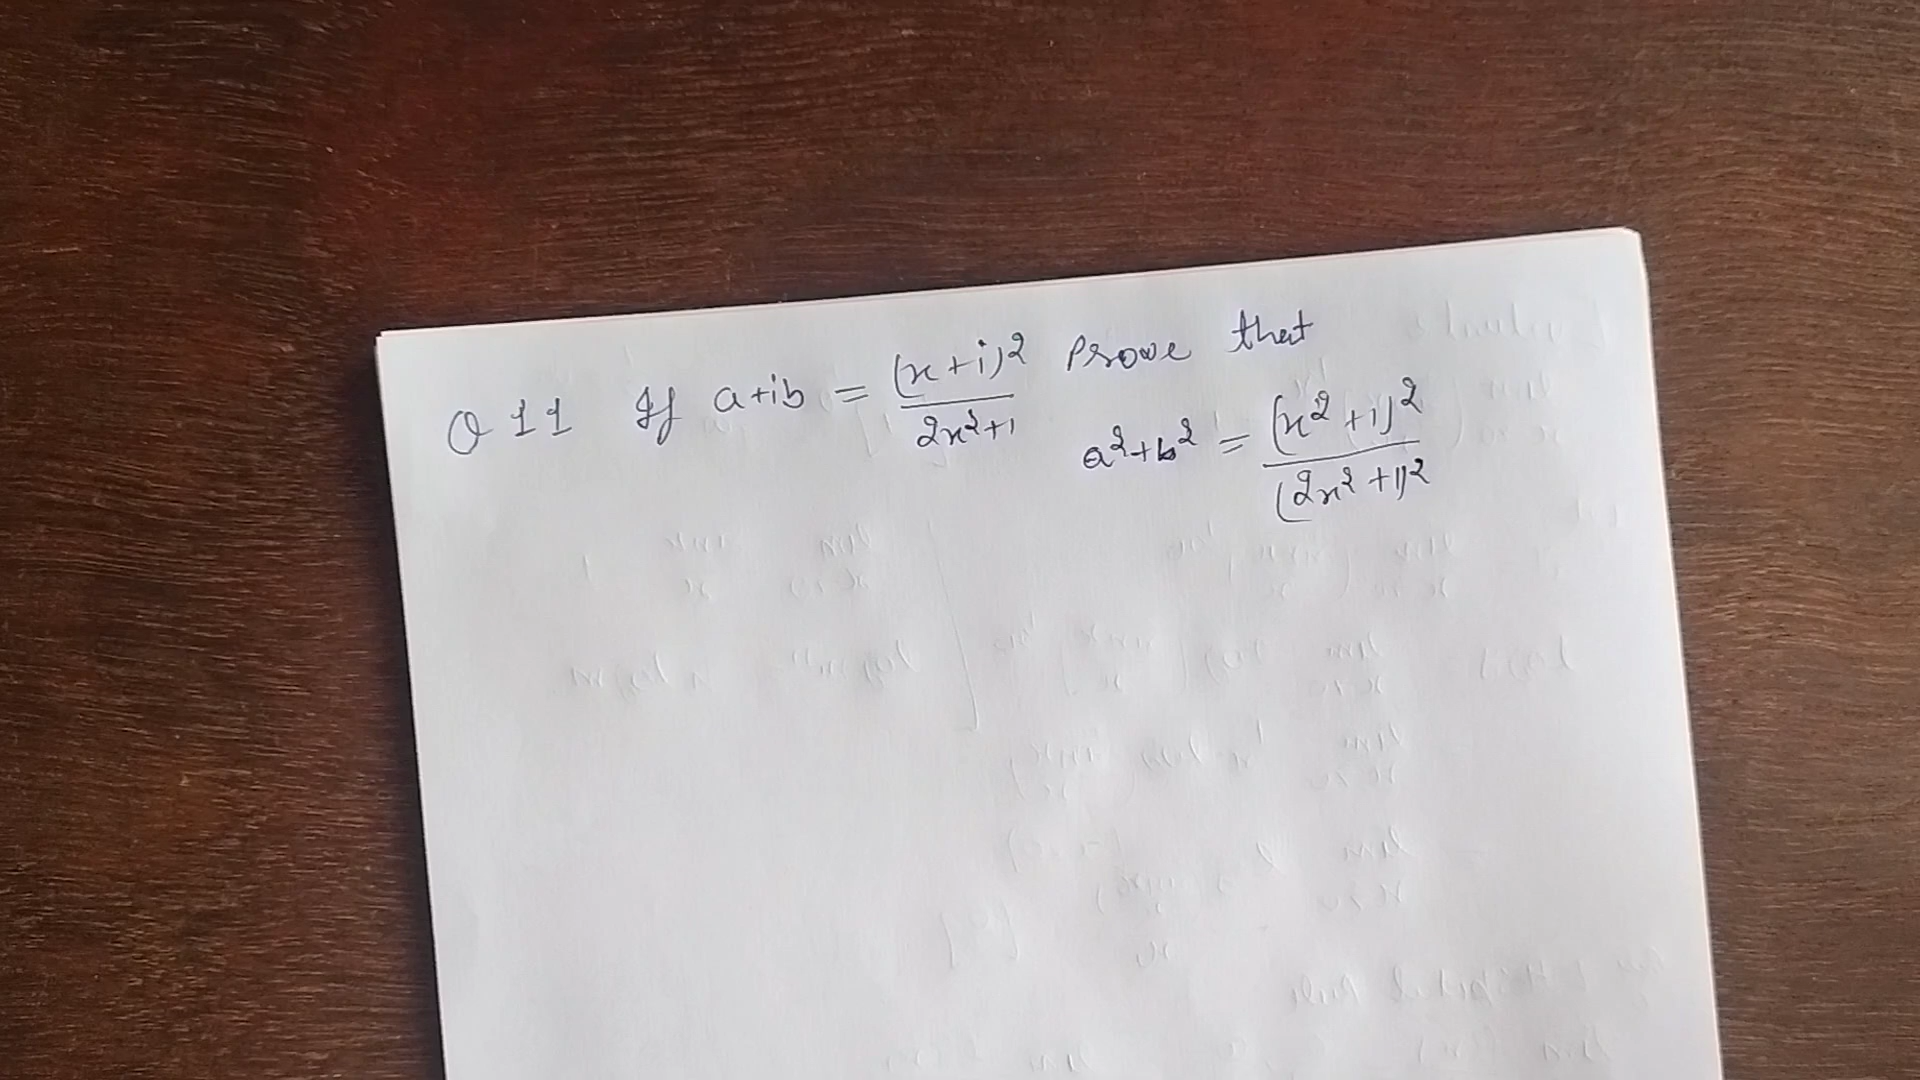 Q 11 If a+ib = (x+i)² / 2x²+1 Prove that
a²+b² = (x²+1)² / (2x²+1)²